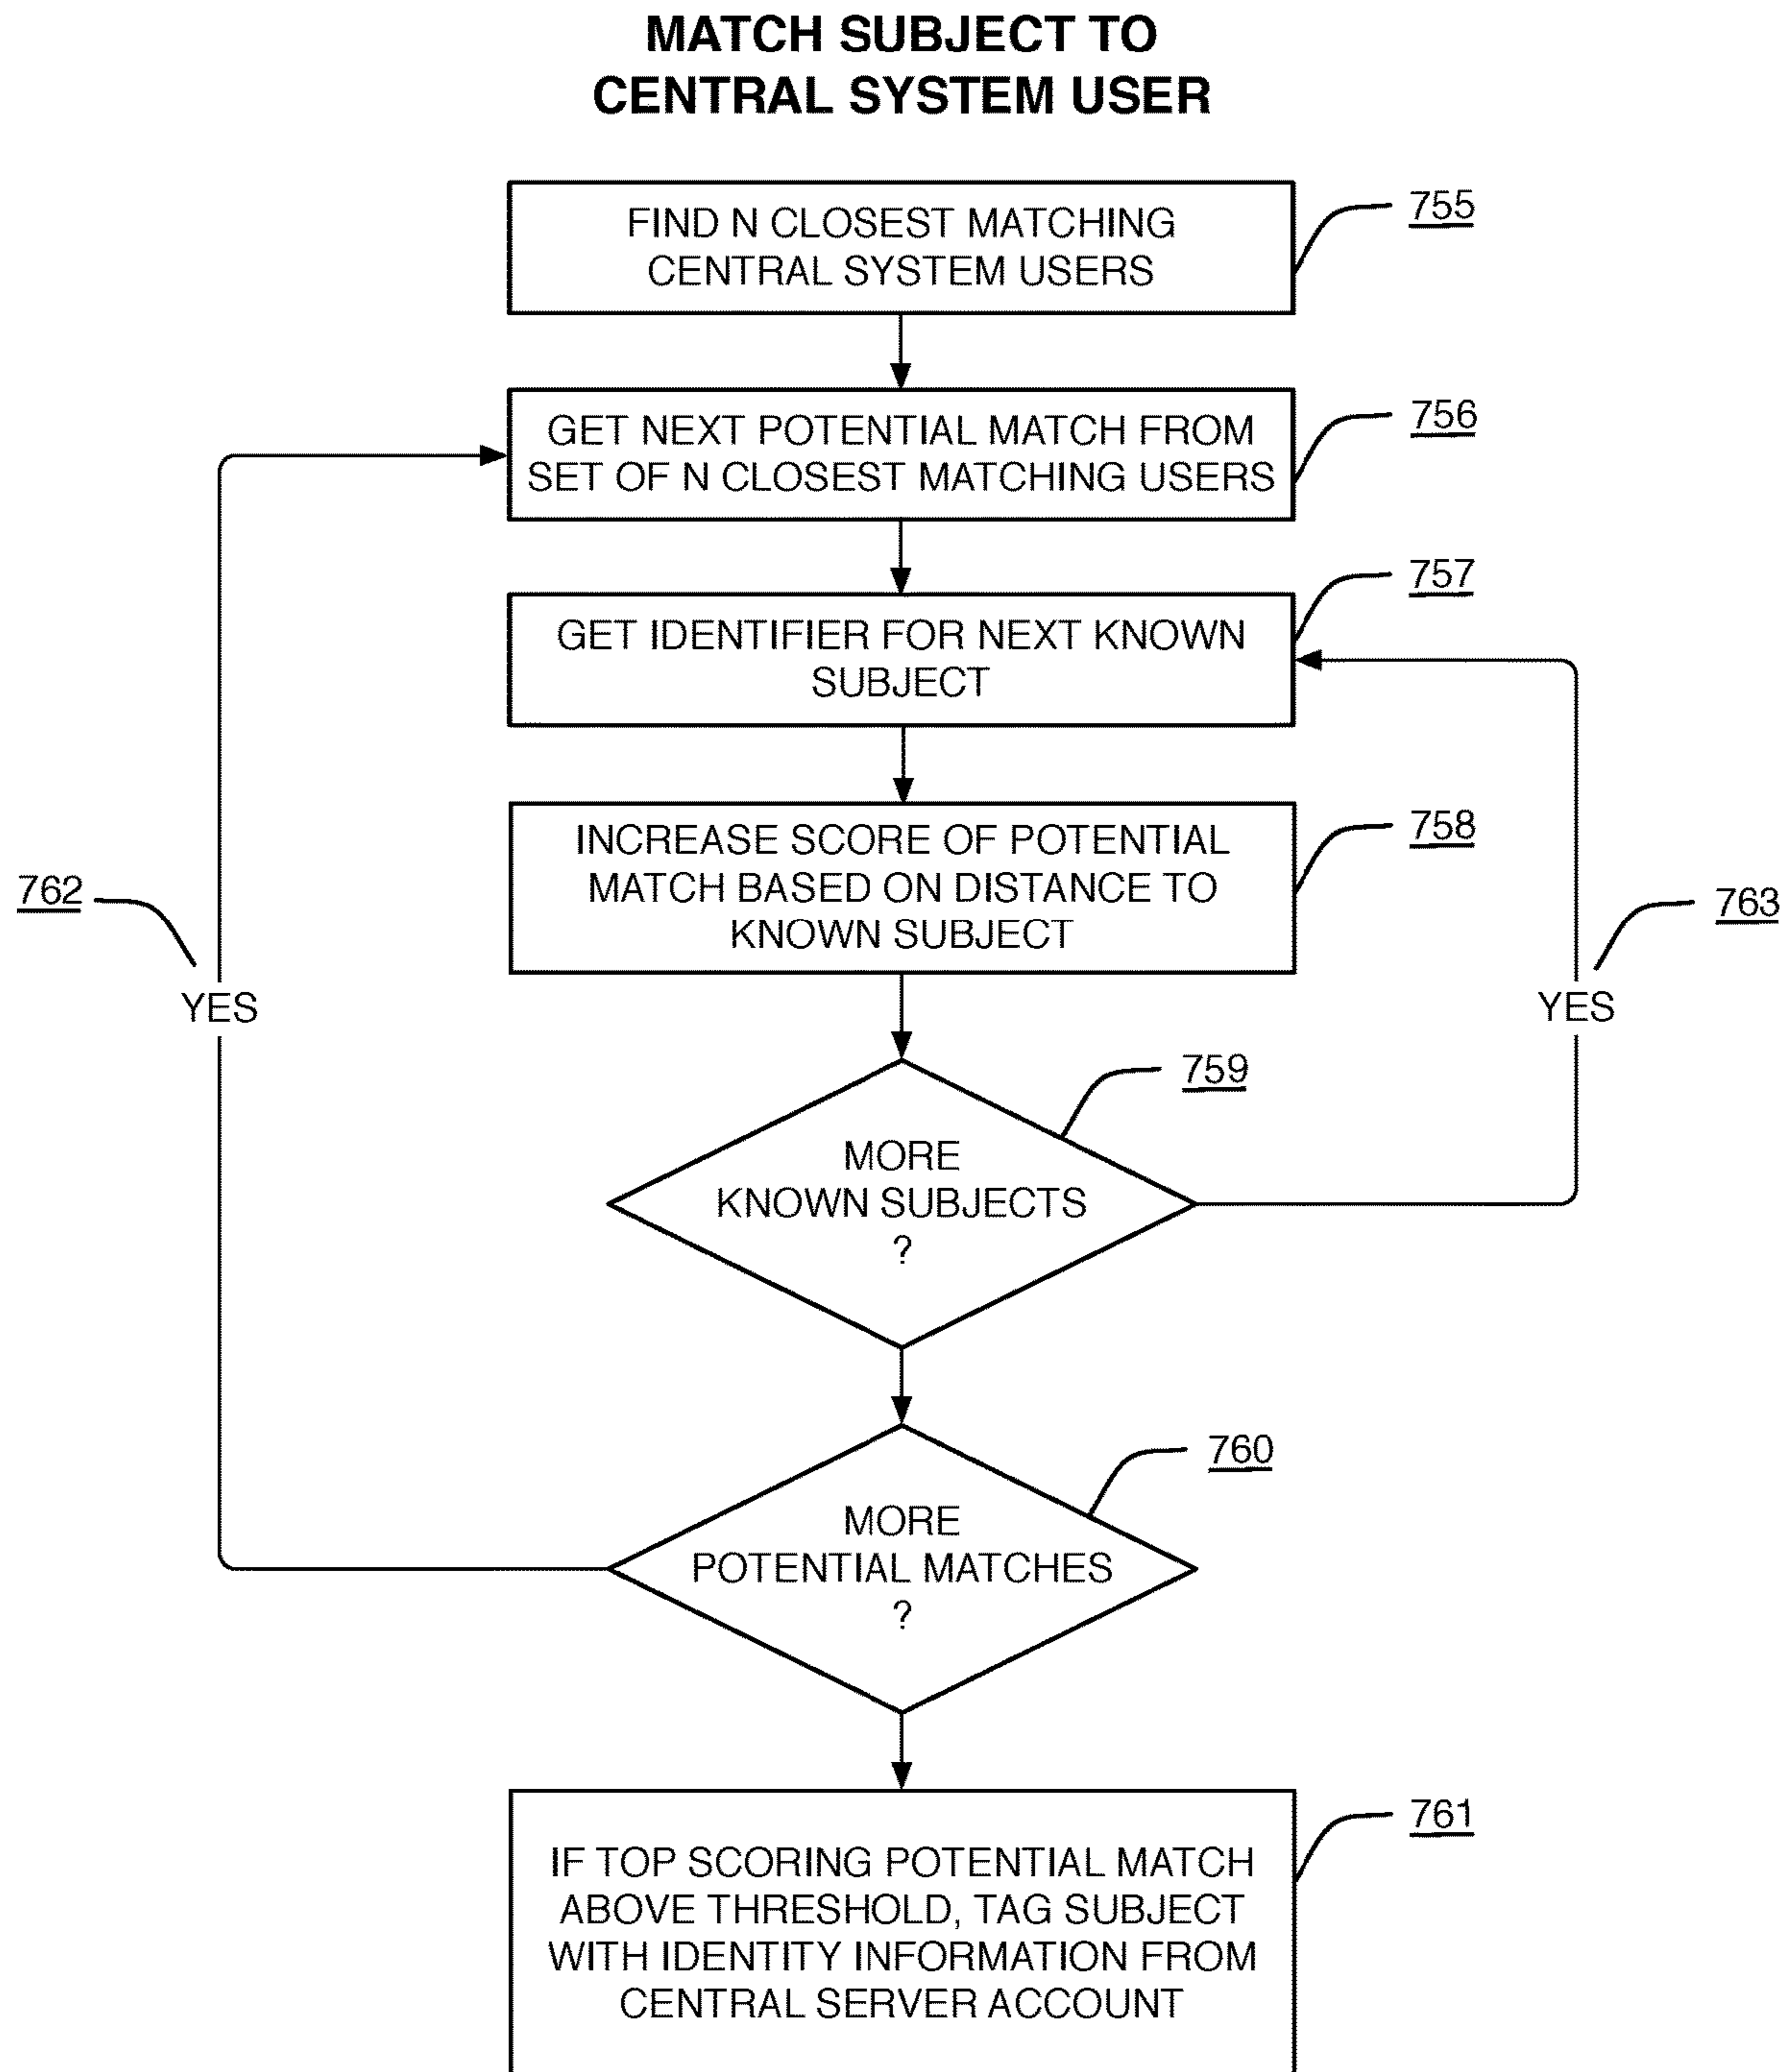 MATCH SUBJECT TO
CENTRAL SYSTEM USER
FIND N CLOSEST MATCHING
CENTRAL SYSTEM USERS
755
GET NEXT POTENTIAL MATCH FROM
SET OF N CLOSEST MATCHING USERS
756
GET IDENTIFIER FOR NEXT KNOWN
SUBJECT
757
INCREASE SCORE OF POTENTIAL
MATCH BASED ON DISTANCE TO
KNOWN SUBJECT
758
762
YES
763
YES
MORE
KNOWN SUBJECTS
?
759
MORE
POTENTIAL MATCHES
?
760
IF TOP SCORING POTENTIAL MATCH
ABOVE THRESHOLD, TAG SUBJECT
WITH IDENTITY INFORMATION FROM
CENTRAL SERVER ACCOUNT
761